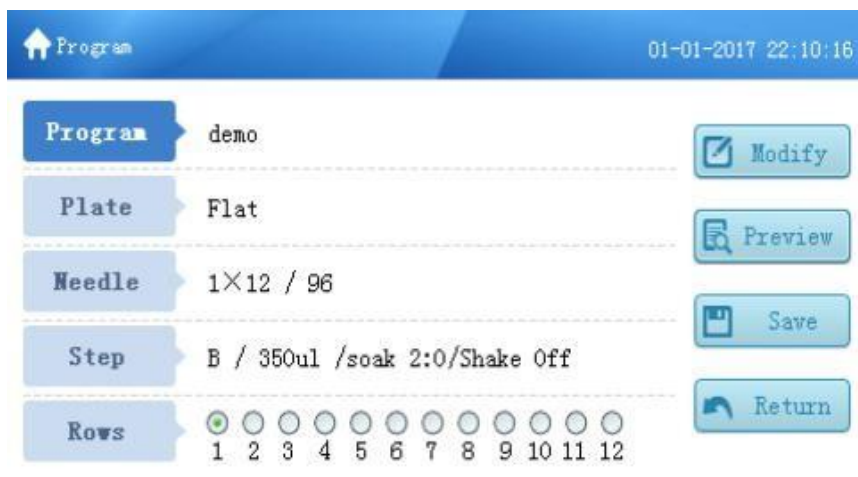 Program 01-01-2017 22:10:16
Program demo
Modify
Plate Flat
Preview
Needle 1×12 / 96
Save
Step B / 350ul /soak 2:0/Shake Off
Return
Rows
1 2 3 4 5 6 7 8 9 10 11 12